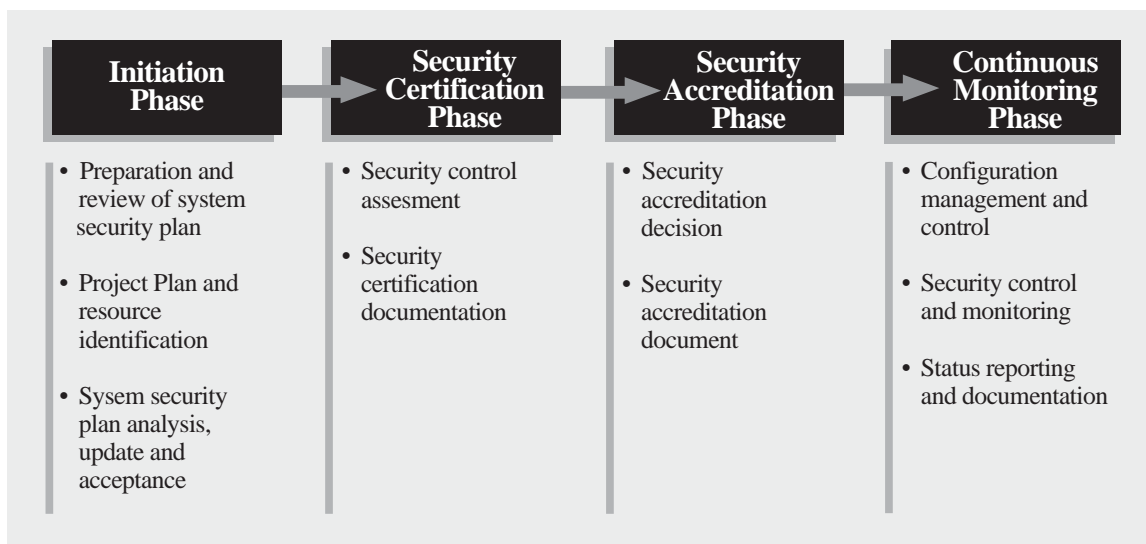 Initiation
Phase
Security
Certification
Phase
Security
Accreditation
Phase
Continuous
Monitoring
Phase
• Preparation and
review of system
security plan
• Project Plan and
resource
identification
• Sysem security
plan analysis,
update and
acceptance
• Security control
assesment
• Security
certification
documentation
• Security
accreditation
decision
• Security
accreditation
document
• Configuration
management and
control
• Security control
and monitoring
• Status reporting
and documentation